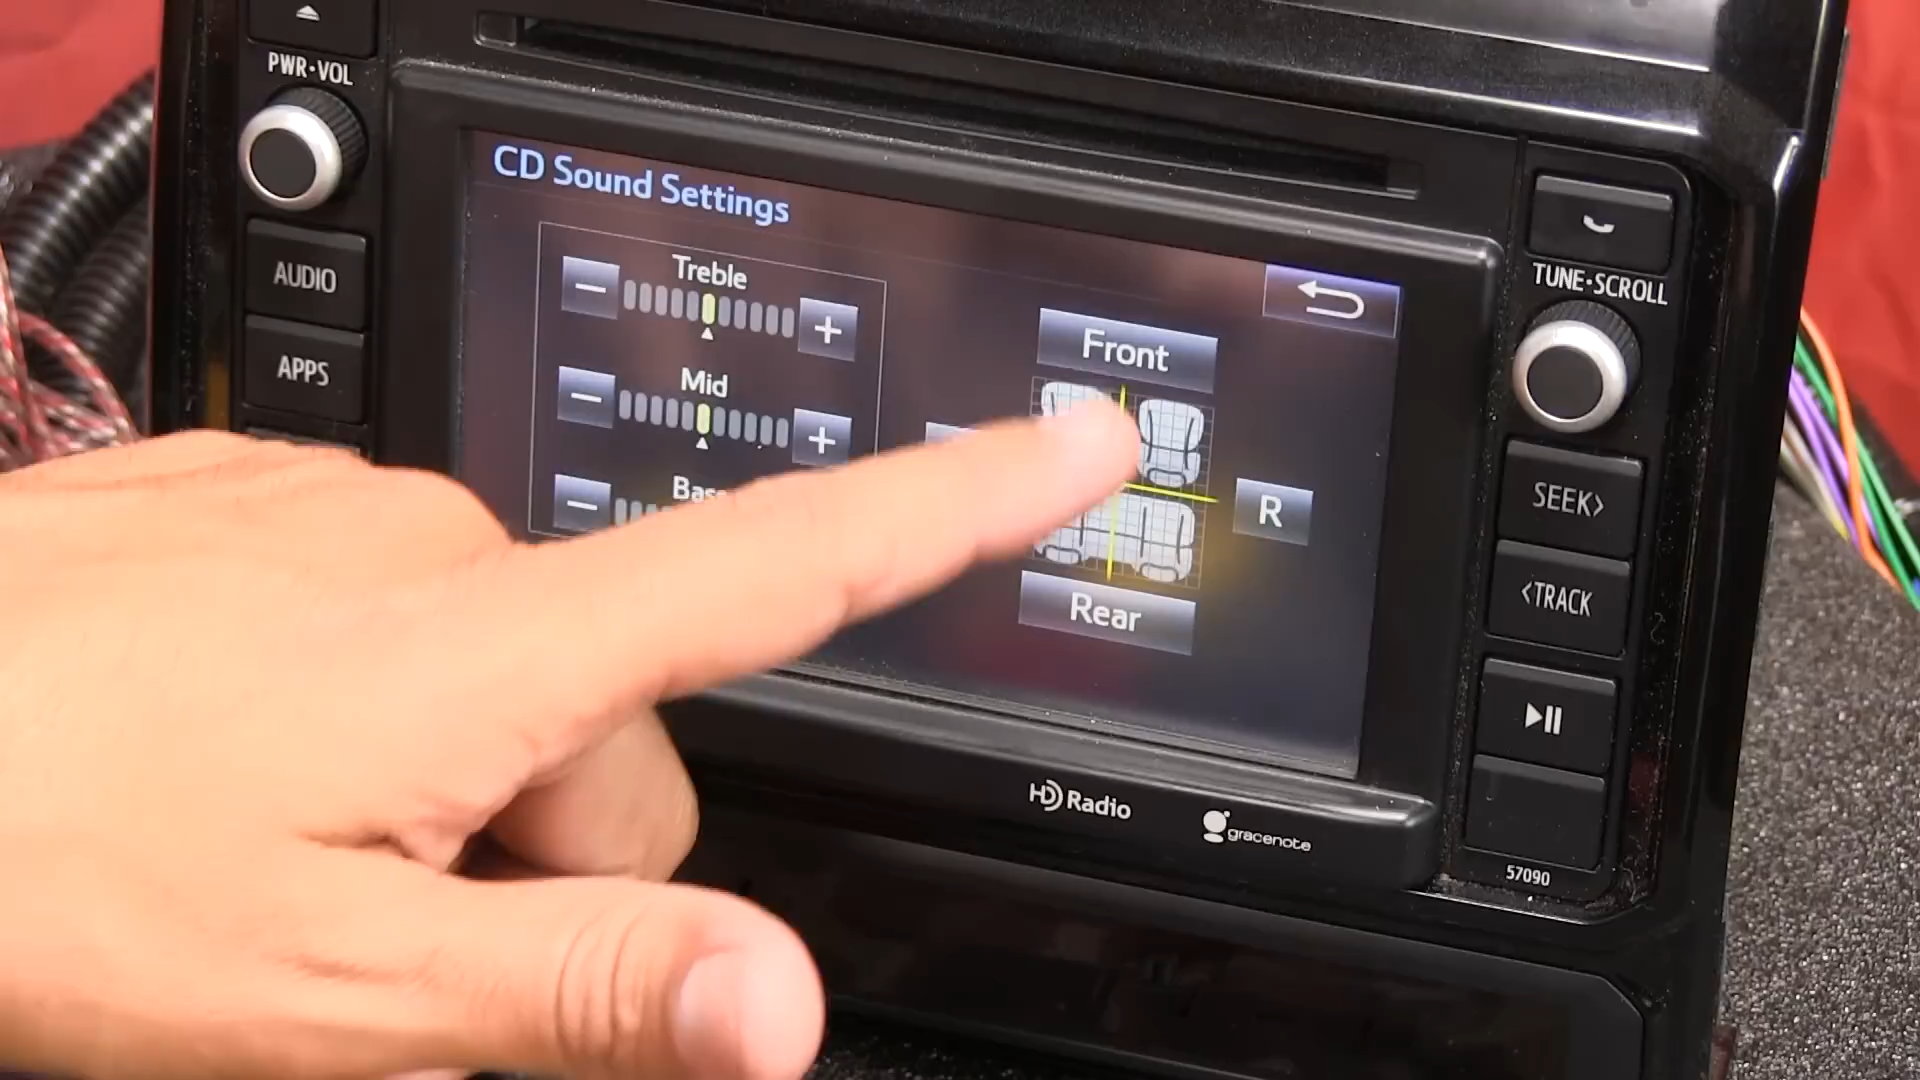 PWR·VOL
CD Sound Settings
AUDIO
Treble
TUNE·SCROLL
Front
APPS
Mid
SEEK>
R
<TRACK
Rear
HD Radio
gracenote
57090